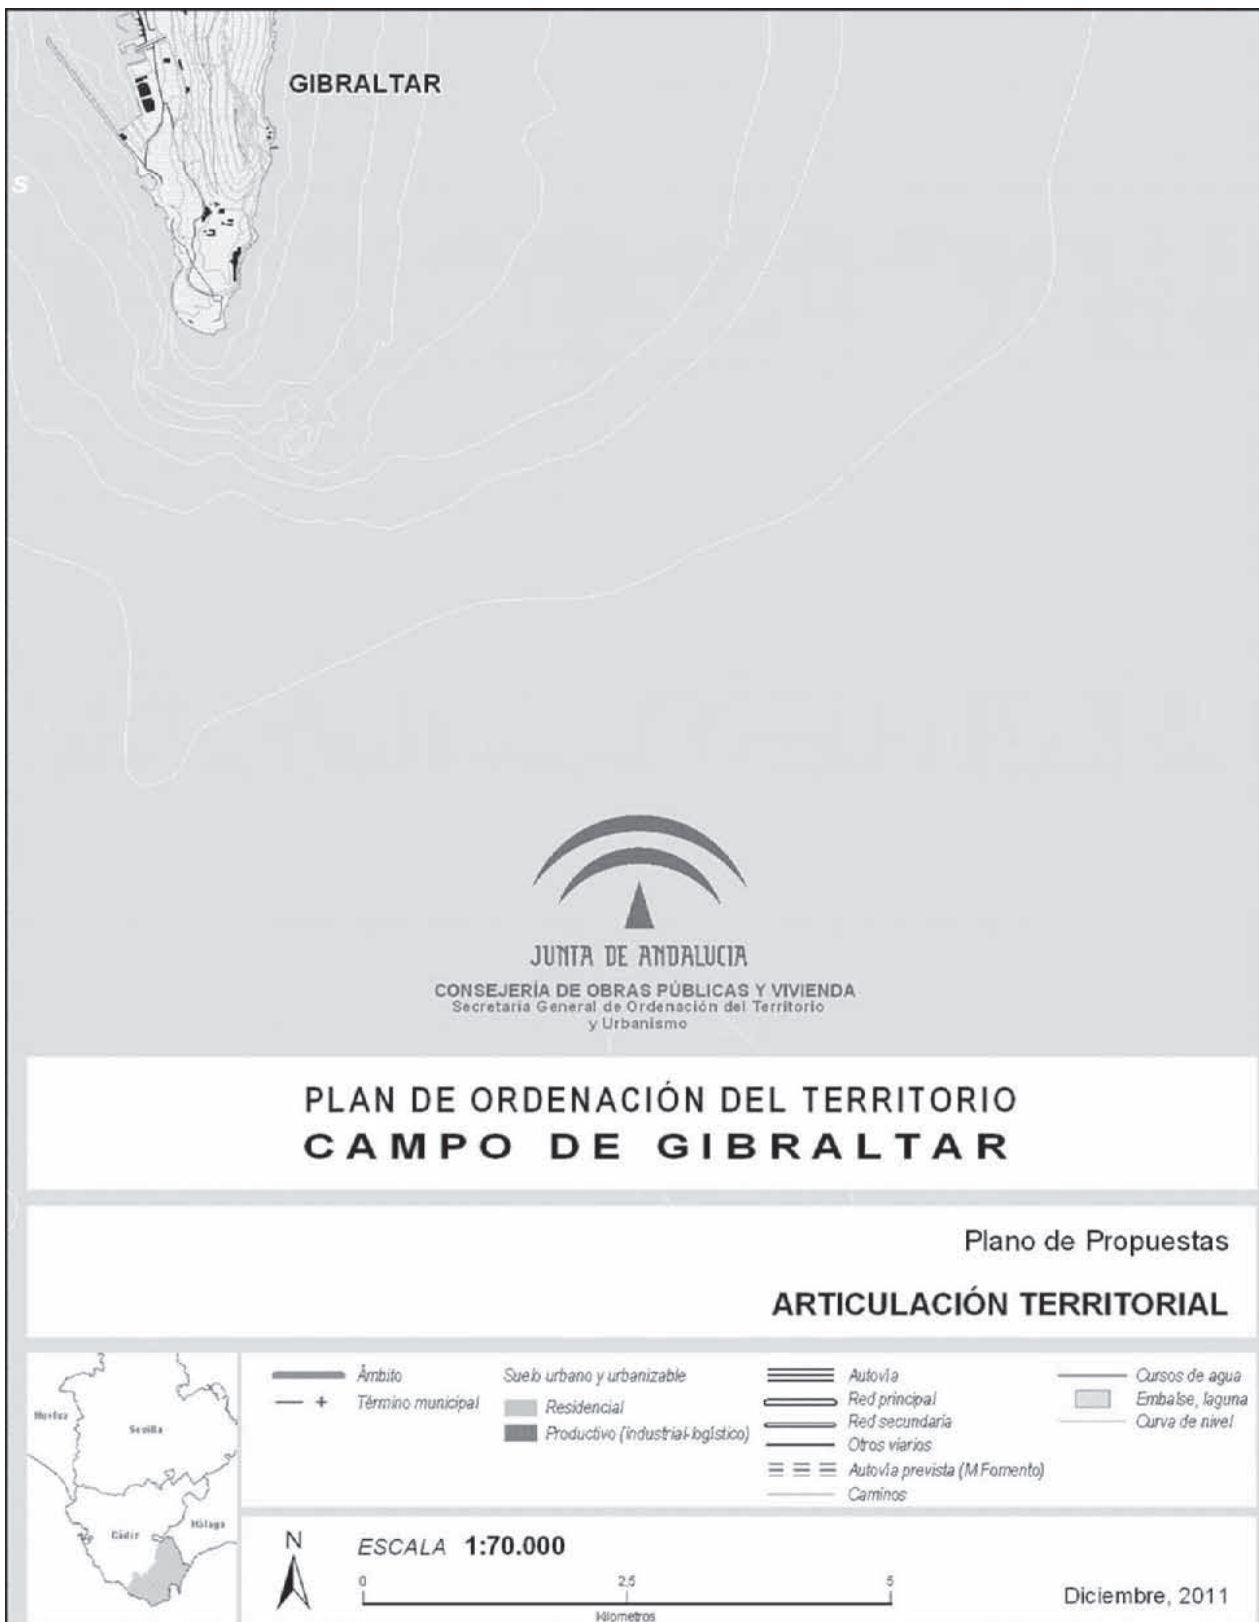 GIBRALTAR
s
JUNTA DE ANDALUCIA
CONSEJERÍA DE OBRAS PÚBLICAS Y VIVIENDA
Secretaría General de Ordenación del Territorio
y Urbanismo
PLAN DE ORDENACIÓN DEL TERRITORIO
CAMPO DE GIBRALTAR
Plano de Propuestas
ARTICULACIÓN TERRITORIAL
Huelva
Sevilla
Cádiz
Málaga
Ámbito
Término municipal
Suelo urbano y urbanizable
Residencial
Productivo (industrial-logístico)
Autovía
Red principal
Red secundaria
Otros viarios
Autovía prevista (M Fomento)
Caminos
Cursos de agua
Embalse, laguna
Curva de nivel
N
ESCALA 1:70.000
0 2,5 5
Kilometros
Diciembre, 2011